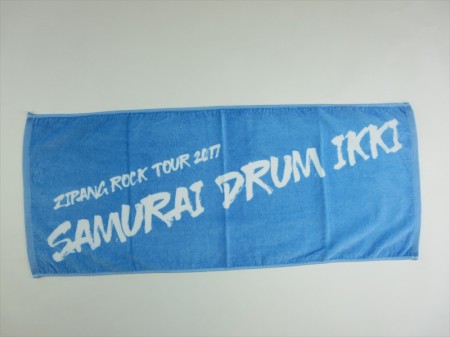 ZIPANG ROCK TOUR 2017
SAMURAI DRUM IKKI